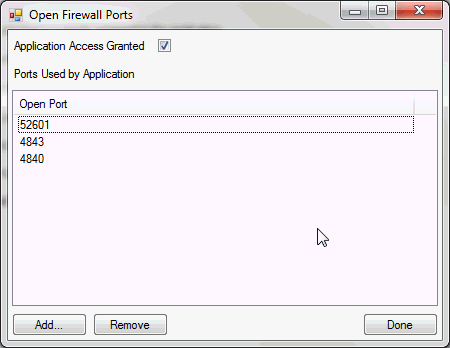 Open Firewall Ports
Application Access Granted
Ports Used by Application
Open Port
52601
4843
4840
Add...
Remove
Done